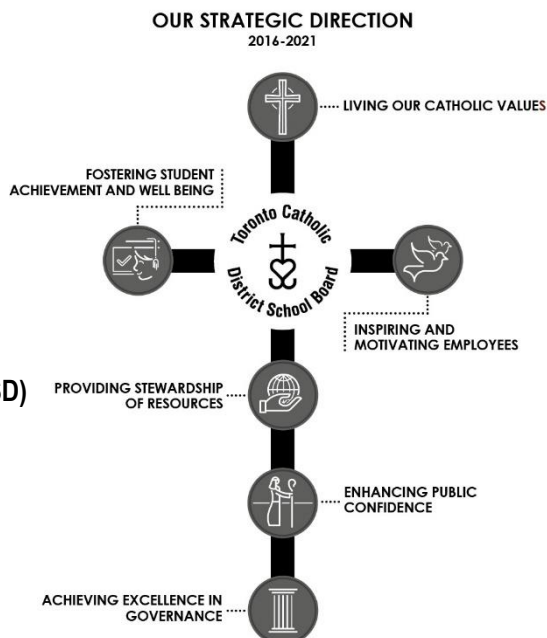 OUR STRATEGIC DIRECTION
2016-2021
LIVING OUR CATHOLIC VALUES
FOSTERING STUDENT
ACHIEVEMENT AND WELL BEING
Toronto Catholic
District School Board
INSPIRING AND
MOTIVATING EMPLOYEES
PROVIDING STEWARDSHIP
OF RESOURCES
ENHANCING PUBLIC
CONFIDENCE
ACHIEVING EXCELLENCE IN
GOVERNANCE